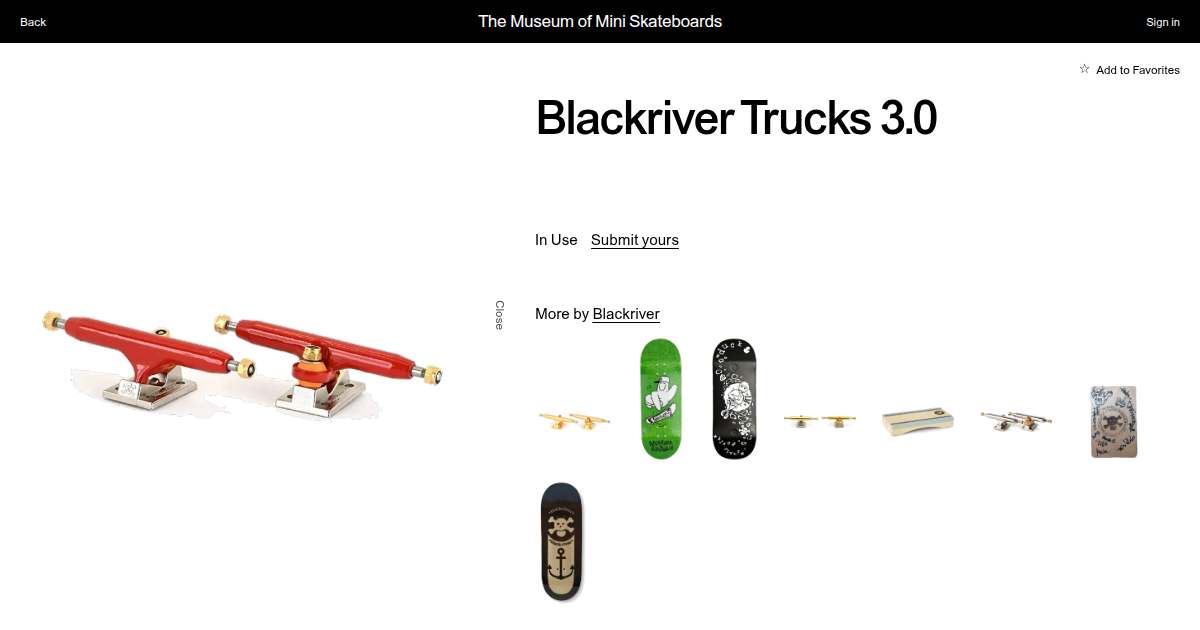 Back
The Museum of Mini Skateboards
Sign in
☆ Add to Favorites
Blackriver Trucks 3.0
In Use Submit yours
Close
More by Blackriver